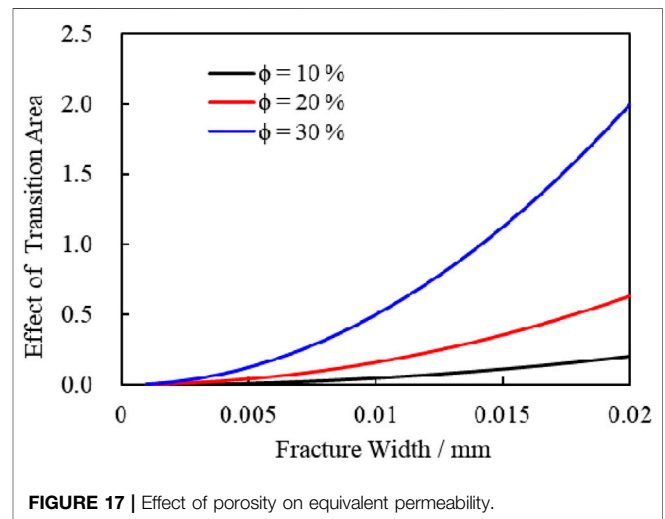 2.5
2.0
1.5
1.0
0.5
0.0
Effect of Transition Area
ϕ = 10 %
ϕ = 20 %
ϕ = 30 %
0 0.005 0.01 0.015 0.02
Fracture Width / mm
FIGURE 17 | Effect of porosity on equivalent permeability.